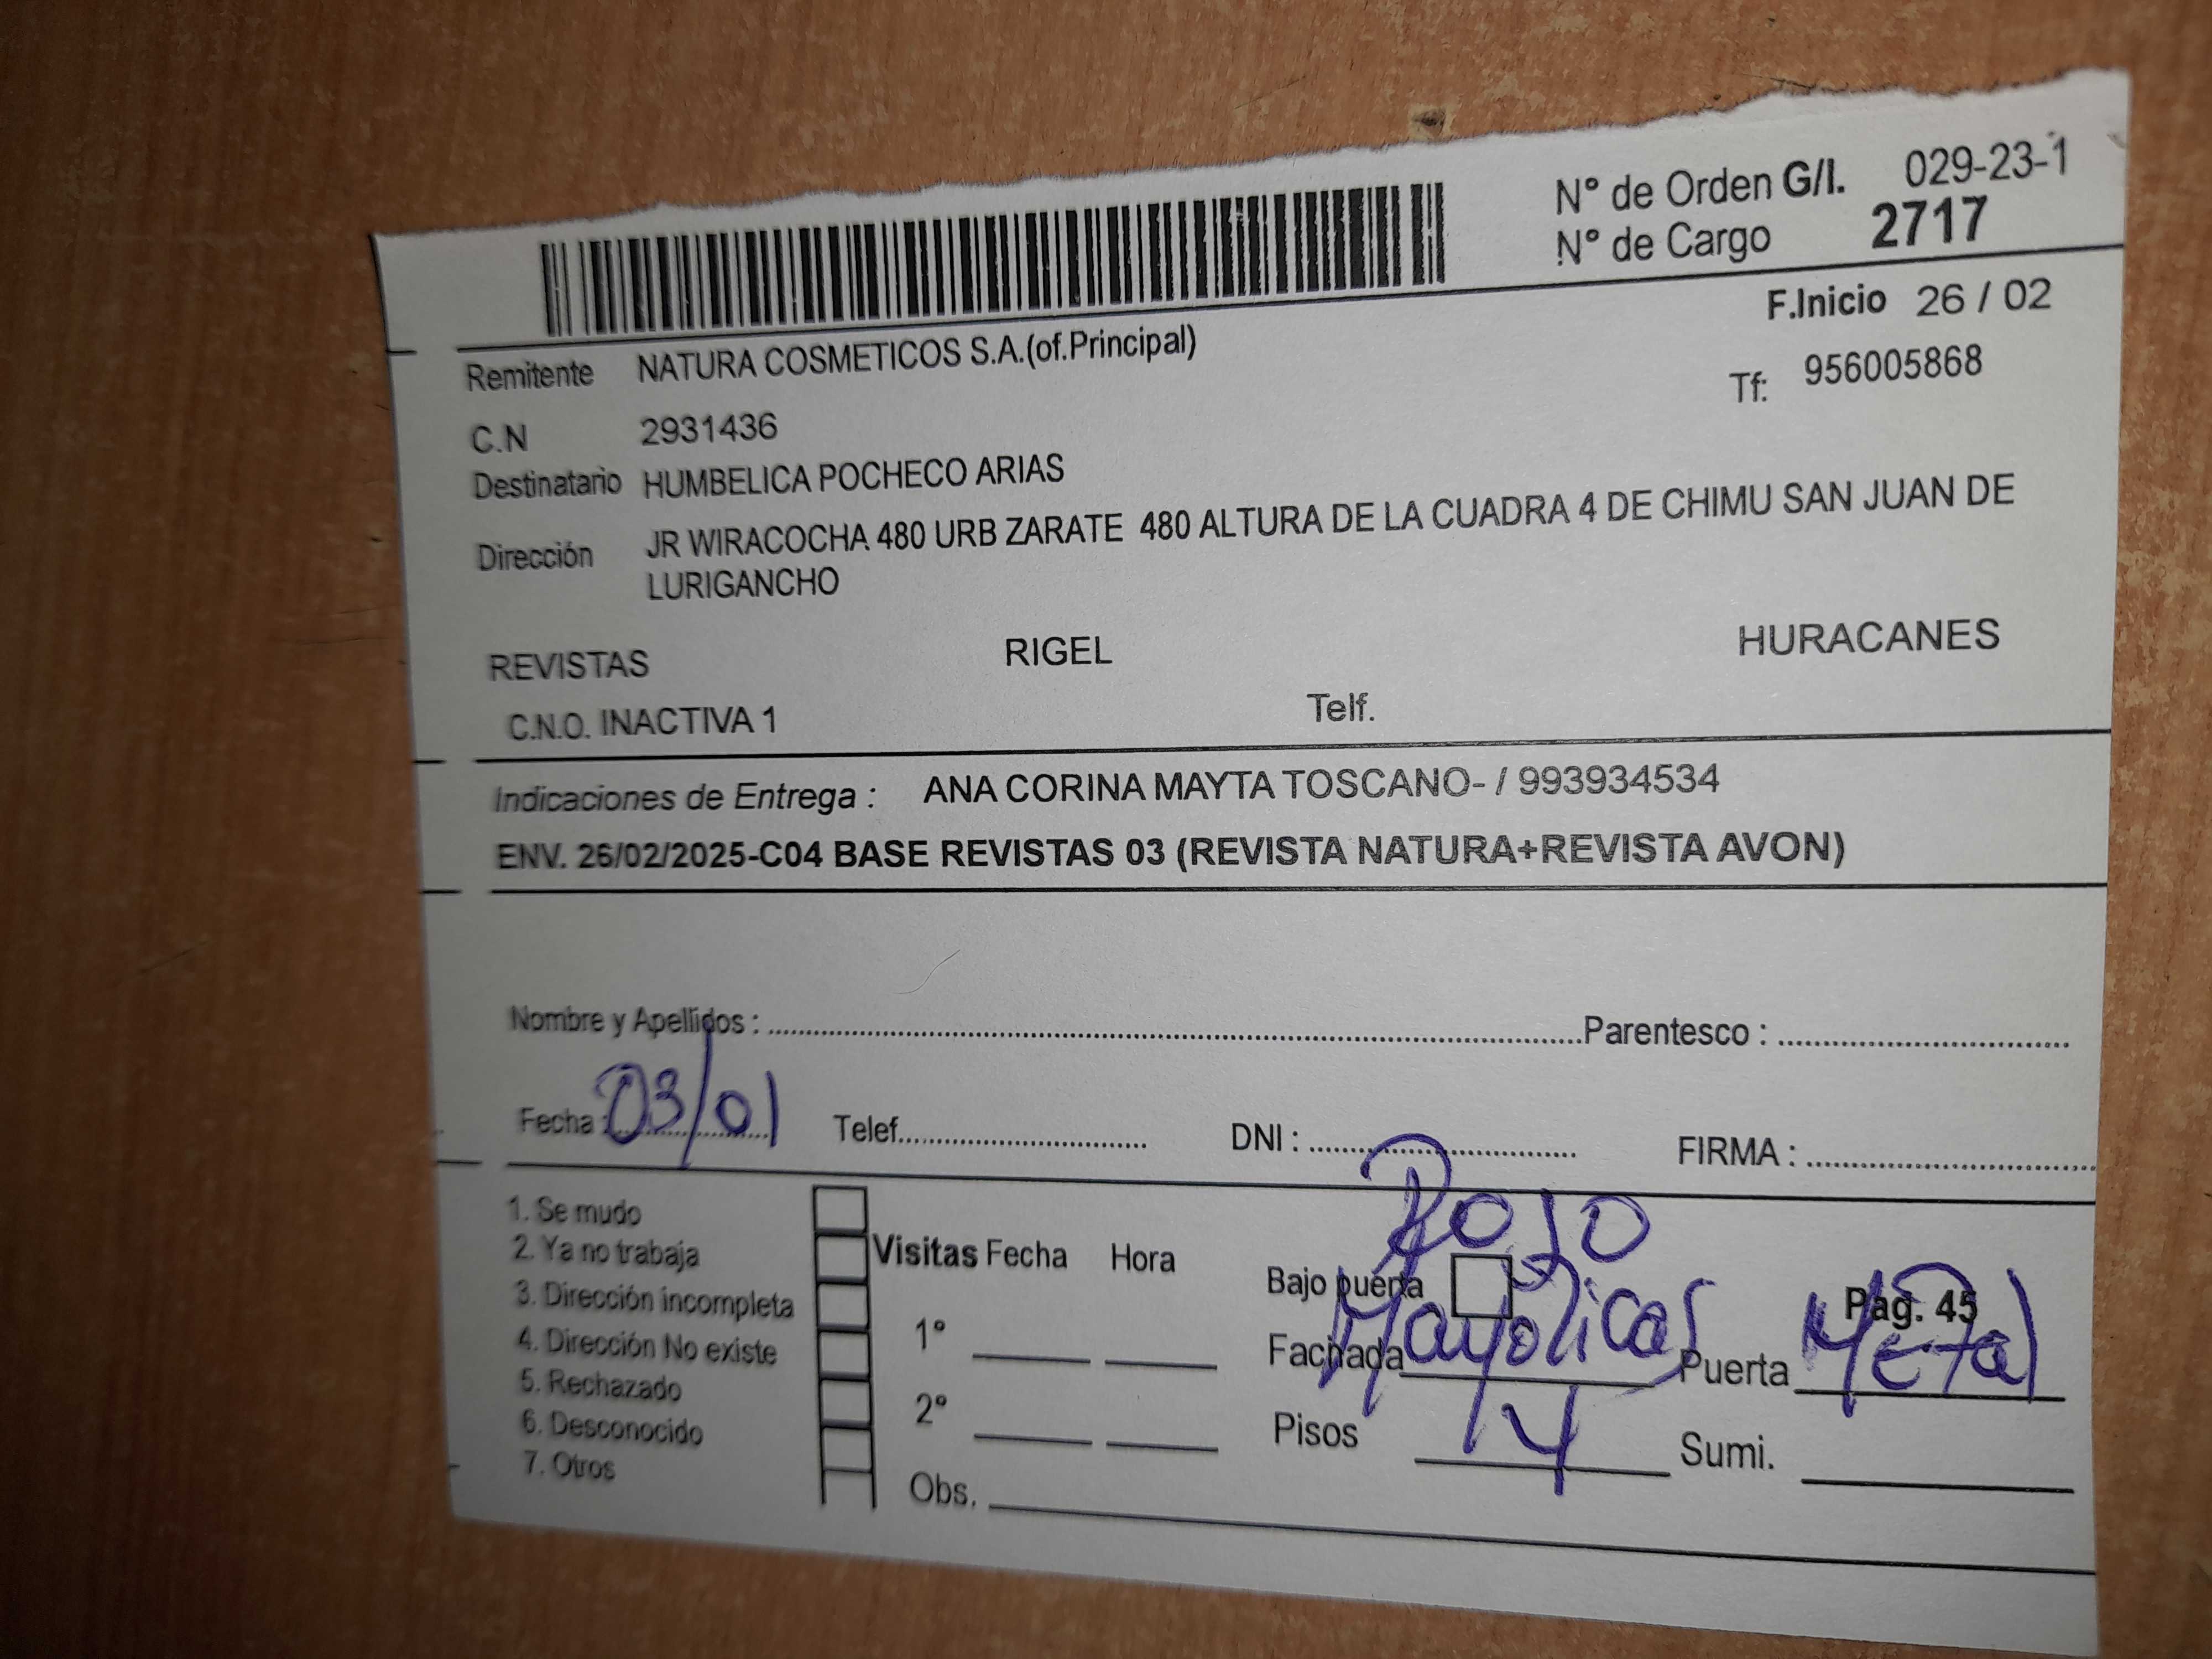 N° de Orden G/I. 029-23-1
N° de Cargo 2717
F.Inicio 26 / 02
Remitente NATURA COSMETICOS S.A.(of.Principal)
Tf: 956005868
C.N 2931436
Destinatario HUMBELICA POCHECO ARIAS
Dirección JR WIRACOCHA 480 URB ZARATE 480 ALTURA DE LA CUADRA 4 DE CHIMU SAN JUAN DE
LURIGANCHO
REVISTAS RIGEL HURACANES
C.N.O. INACTIVA 1 Telf.
Indicaciones de Entrega : ANA CORINA MAYTA TOSCANO- / 993934534
ENV. 26/02/2025-C04 BASE REVISTAS 03 (REVISTA NATURA+REVISTA AVON)
Nombre y Apellidos : Parentesco :
Fecha : 03/01 Telef. DNI : FIRMA :
1. Se mudo
2. Ya no trabaja
3. Dirección incompleta
4. Dirección No existe
5. Rechazado
6. Desconocido
7. Otros
Visitas Fecha Hora
1°
2°
Obs.
Rojo
Bajo puerta Pag. 45
Fachada Mayolicas Puerta Metal
Pisos 4 Sumi.